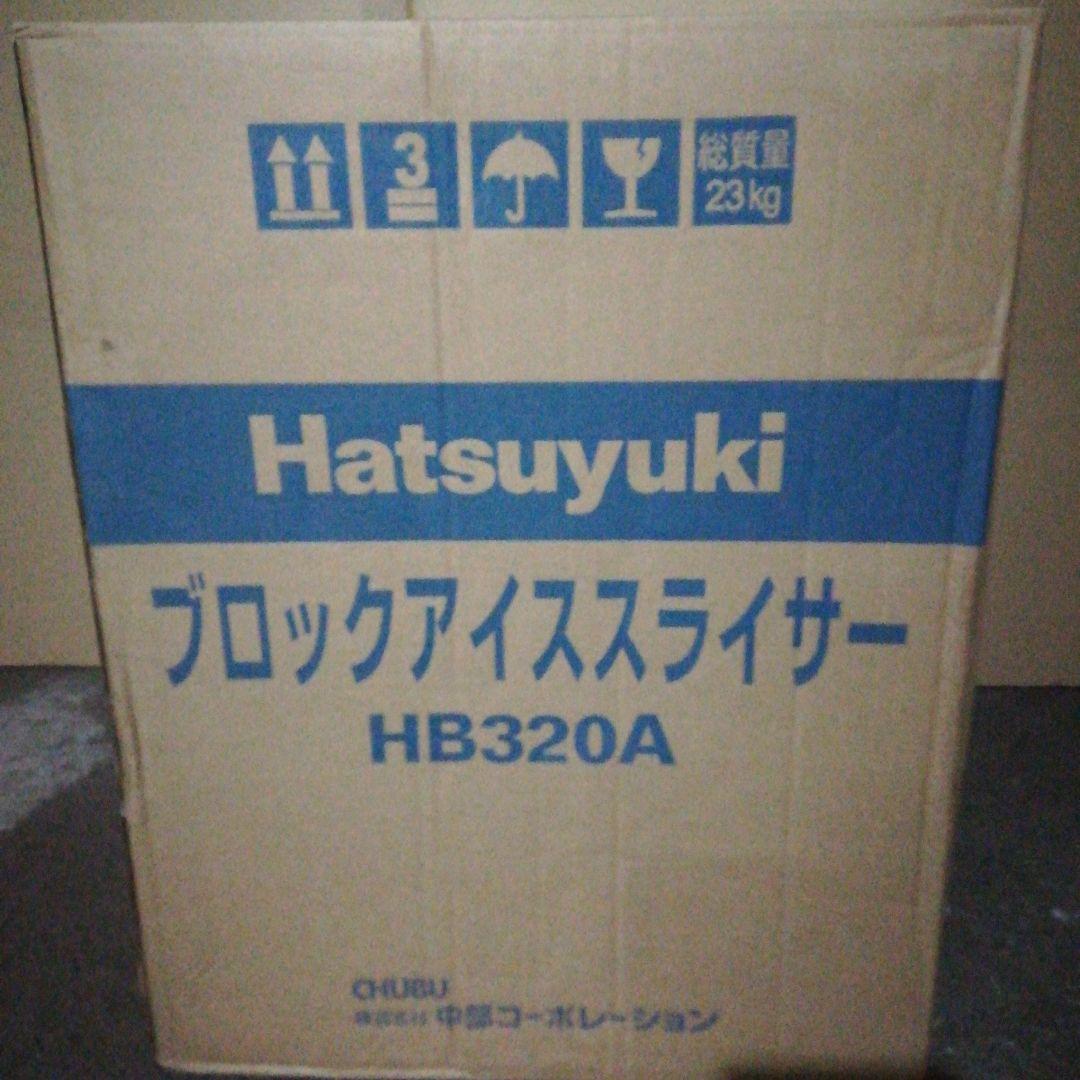 3
総質量
23kg
Hatsuyuki
ブロックアイススライサー
HB320A
CHUBU
株式会社 中部コーポレーション